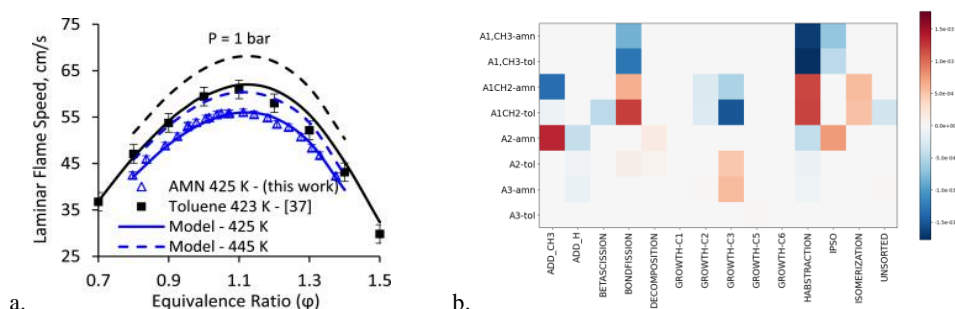 75
65
55
45
35
25
Laminar Flame Speed, cm/s
P = 1 bar
AMN 425 K - (this work)
Toluene 423 K - [37]
Model - 425 K
Model - 445 K
0.7
0.9
1.1
1.3
1.5
Equivalence Ratio (φ)
a.
b.
A1,CH3-amn
A1,CH3-tol
A1CH2-amn
A1CH2-tol
A2-amn
A2-tol
A3-amn
A3-tol
ADD_CH3
ADD_H
BETASCISSION
BONDFISSION
DECOMPOSITION
GROWTH-C1
GROWTH-C2
GROWTH-C3
GROWTH-C5
GROWTH-C6
HABSTRACTION
IPSO
ISOMERIZATION
UNSORTED
1.5e-03
1.0e-03
5.0e-04
0.0e+00
-5.0e-04
-1.0e-03
-1.5e-03